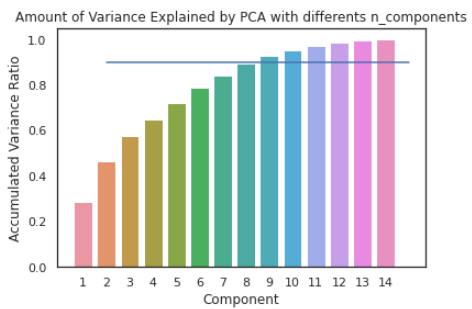 Amount of Variance Explained by PCA with differents n_components
1.0
0.8
0.6
0.4
0.2
0.0
Accumulated Variance Ratio
1 2 3 4 5 6 7 8 9 10 11 12 13 14
Component